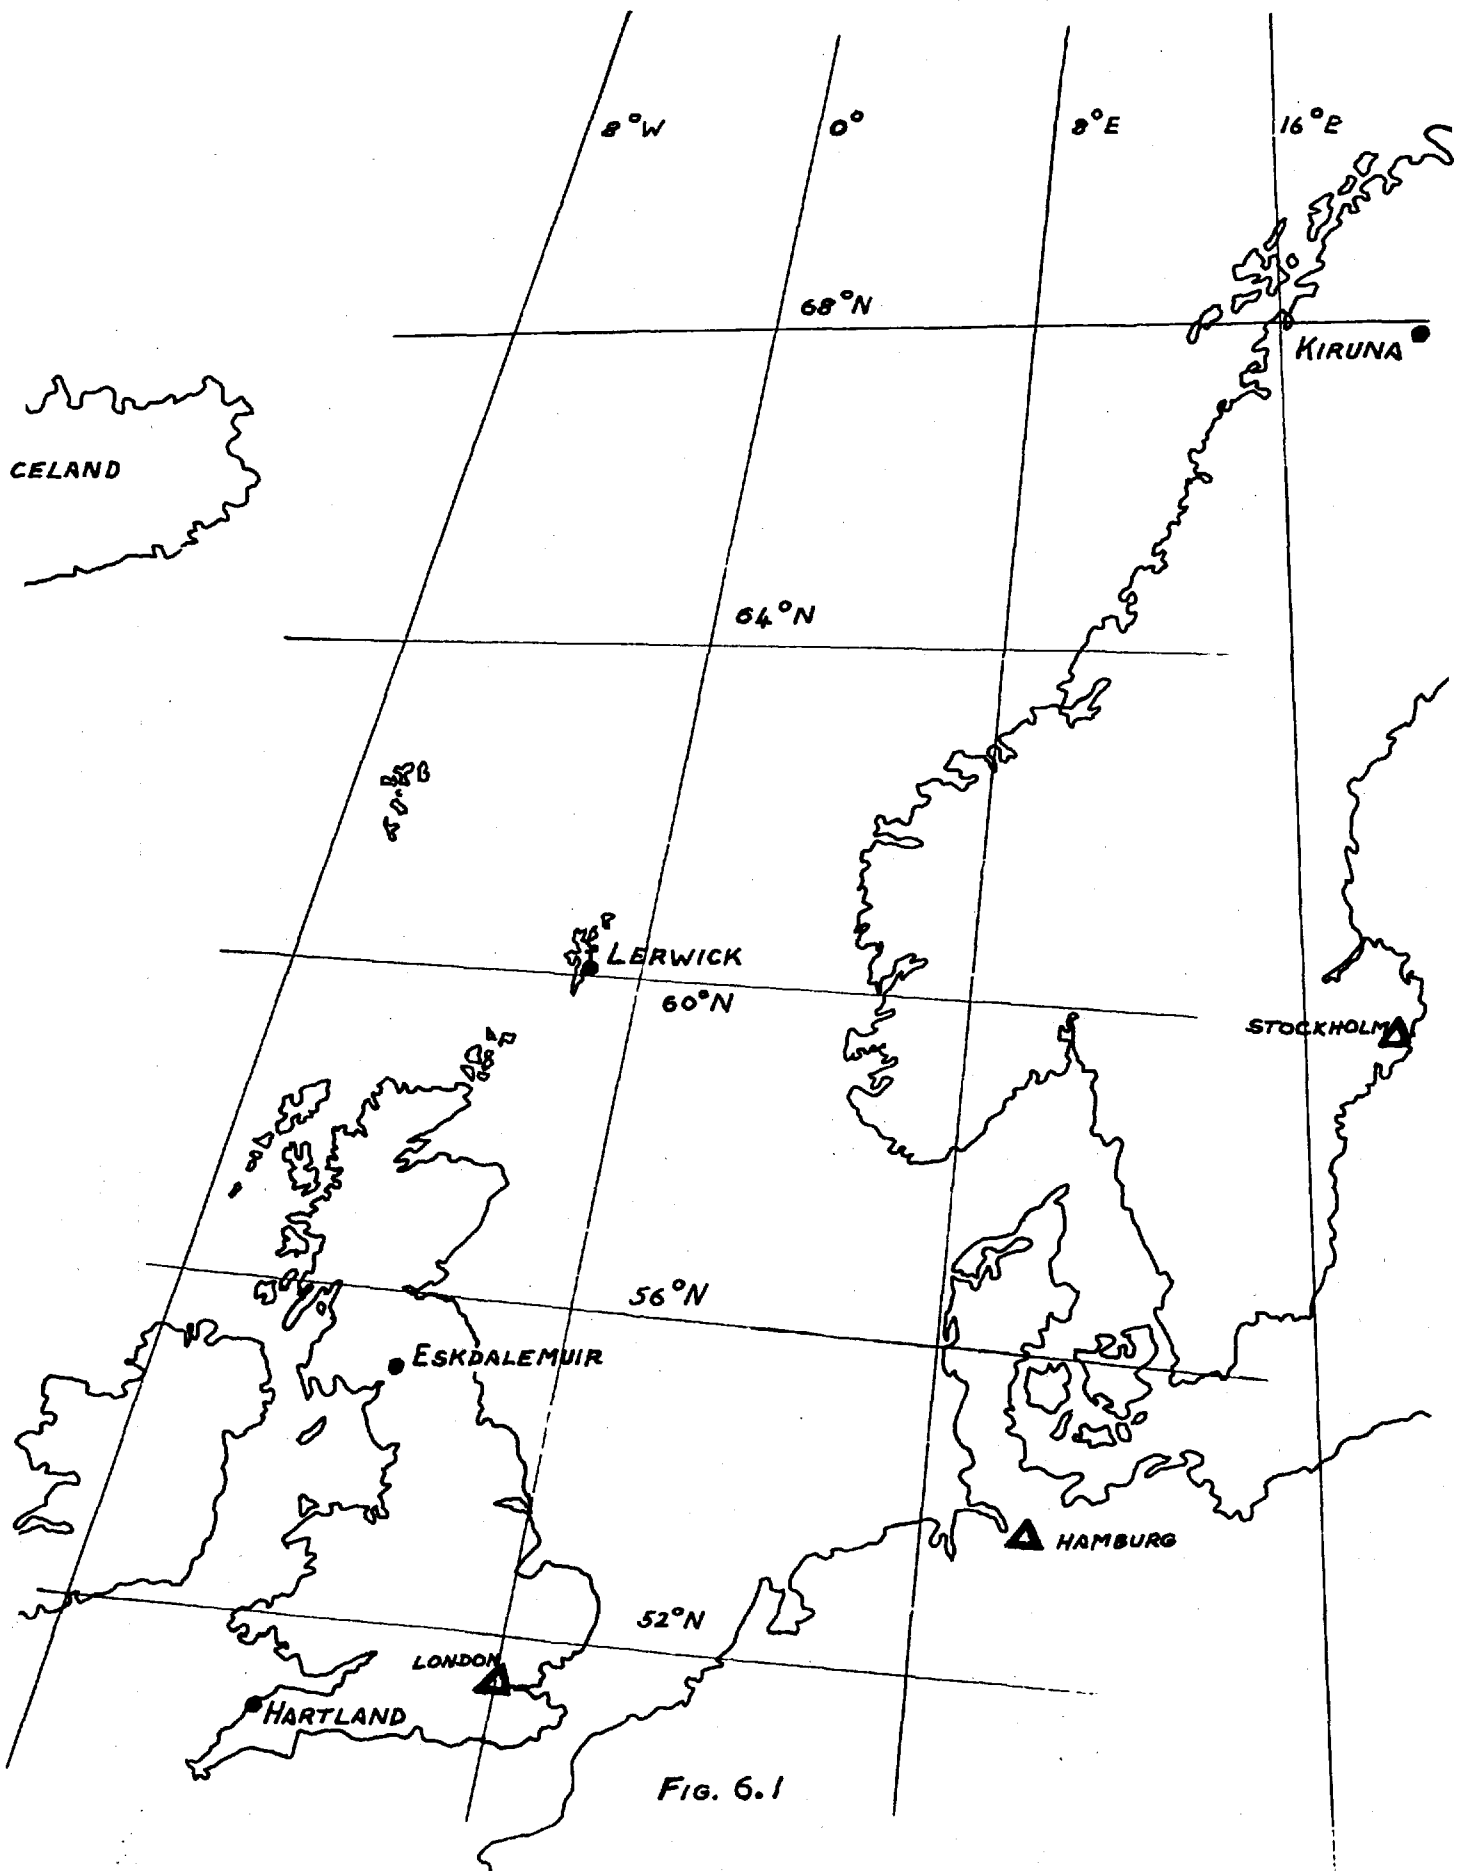 8°W
0°
8°E
16°E
68°N
KIRUNA
CELAND
64°N
LERWICK
60°N
STOCKHOLM
56°N
ESKDALEMUIR
HAMBURG
52°N
LONDON
HARTLAND
FIG. 6.1